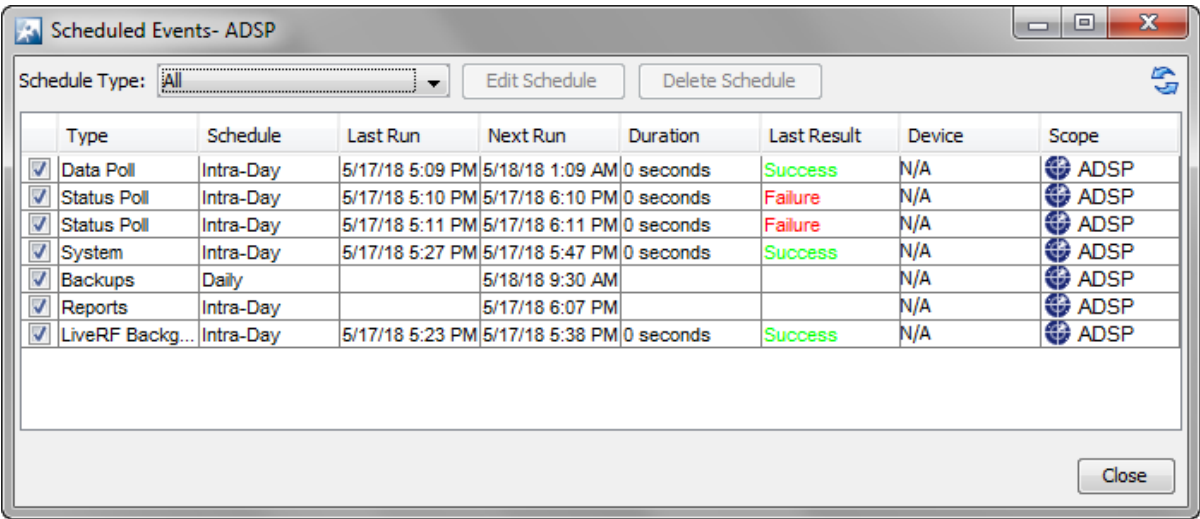 Scheduled Events- ADSP
Schedule Type: All Edit Schedule Delete Schedule
Type Schedule Last Run Next Run Duration Last Result Device Scope
Data Poll Intra-Day 5/17/18 5:09 PM 5/18/18 1:09 AM 0 seconds Success N/A ADSP
Status Poll Intra-Day 5/17/18 5:10 PM 5/17/18 6:10 PM 0 seconds Failure N/A ADSP
Status Poll Intra-Day 5/17/18 5:11 PM 5/17/18 6:11 PM 0 seconds Failure N/A ADSP
System Intra-Day 5/17/18 5:27 PM 5/17/18 5:47 PM 0 seconds Success N/A ADSP
Backups Daily 5/18/18 9:30 AM N/A ADSP
Reports Intra-Day 5/17/18 6:07 PM N/A ADSP
LiveRF Backg... Intra-Day 5/17/18 5:23 PM 5/17/18 5:38 PM 0 seconds Success N/A ADSP
Close